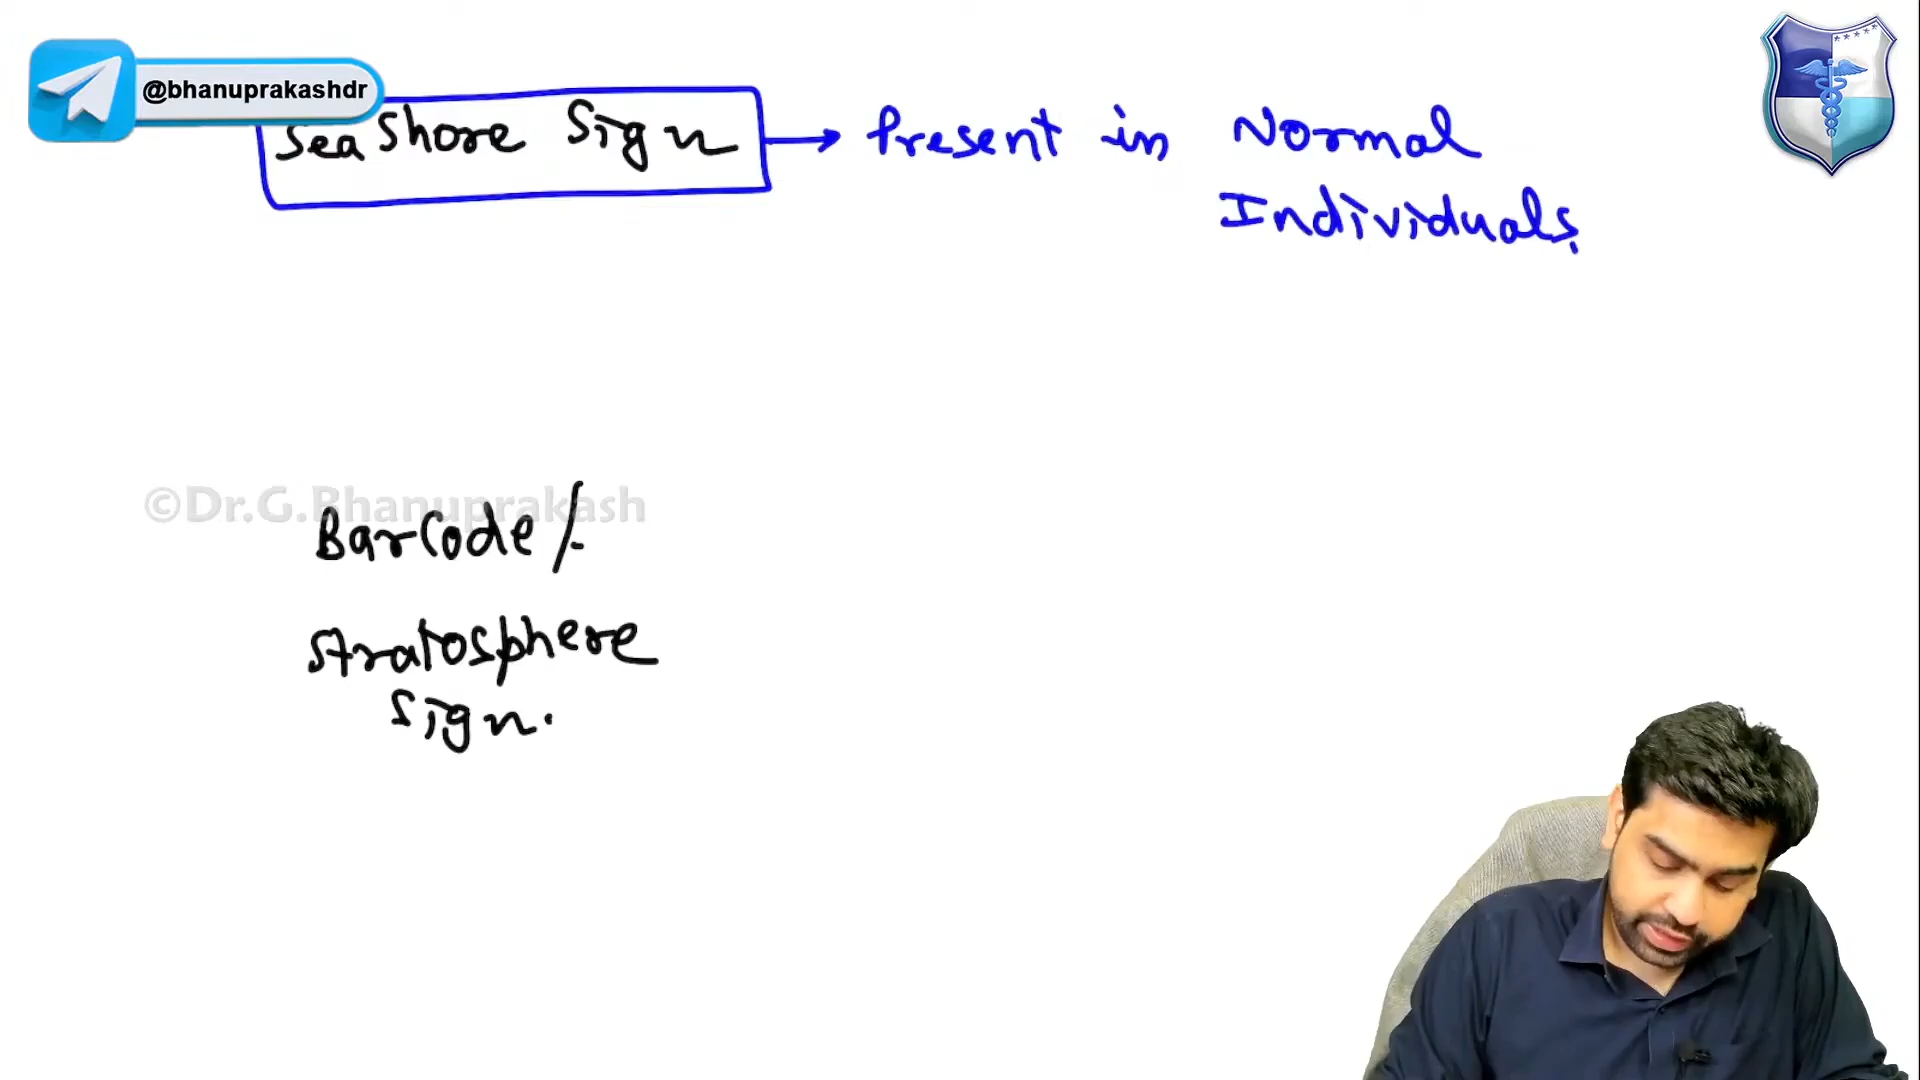 @bhanuprakashdr
Sea Shore Sign → Present in Normal
Individuals
©Dr.G.Bhanuprakash
BarCode /
Stratosphere
Sign.